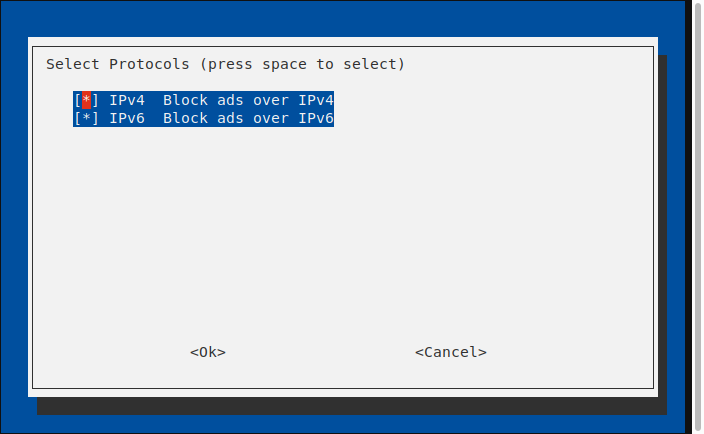 Select Protocols (press space to select)
[*] IPv4  Block ads over IPv4
[*] IPv6  Block ads over IPv6
<Ok> <Cancel>